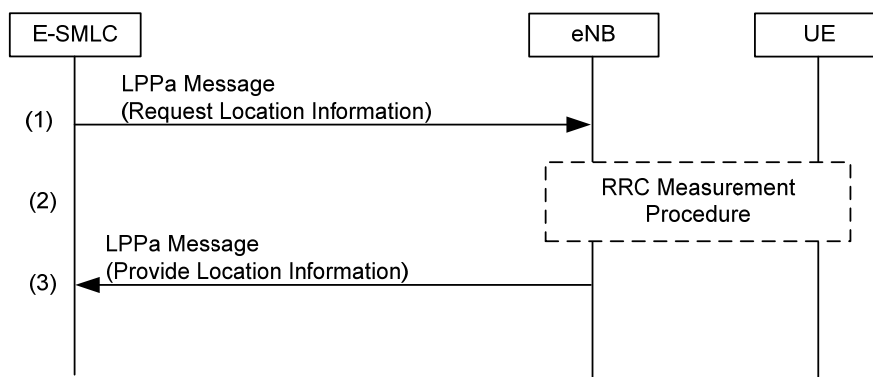 E-SMLC
eNB
UE
LPPa Message
(Request Location Information)
(1)
RRC Measurement
Procedure
(2)
LPPa Message
(Provide Location Information)
(3)